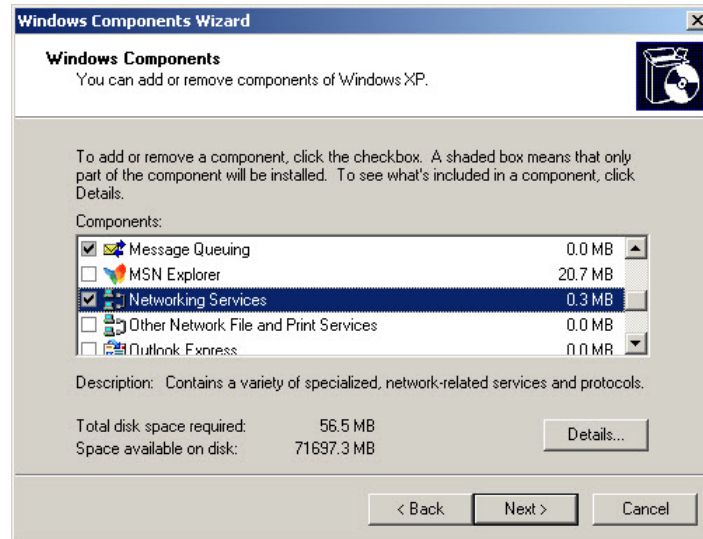 Windows Components Wizard
Windows Components
You can add or remove components of Windows XP.
To add or remove a component, click the checkbox. A shaded box means that only
part of the component will be installed. To see what's included in a component, click
Details.
Components:
Message Queuing 0.0 MB
MSN Explorer 20.7 MB
Networking Services 0.3 MB
Other Network File and Print Services 0.0 MB
Outlook Express 0.0 MB
Description: Contains a variety of specialized, network-related services and protocols.
Total disk space required: 56.5 MB
Space available on disk: 71697.3 MB
Details...
< Back Next > Cancel